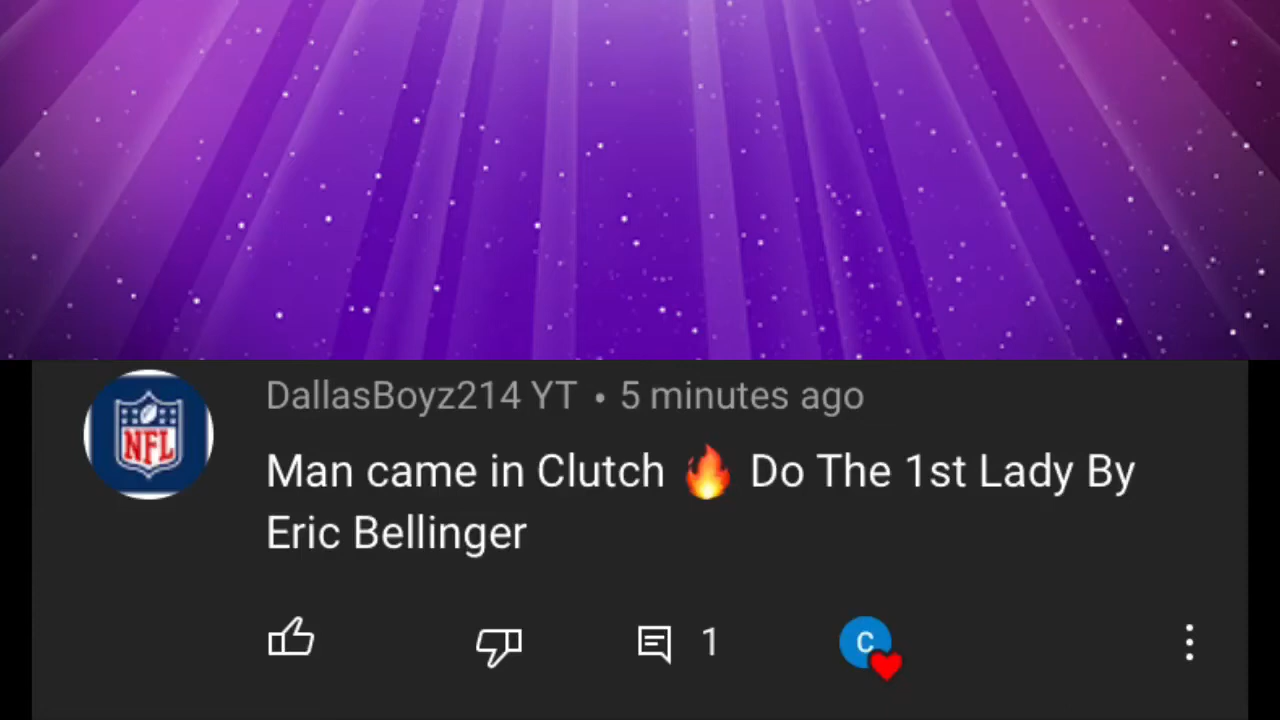 DallasBoyz214 YT • 5 minutes ago
NFL
Man came in Clutch 🔥 Do The 1st Lady By
Eric Bellinger
1
C